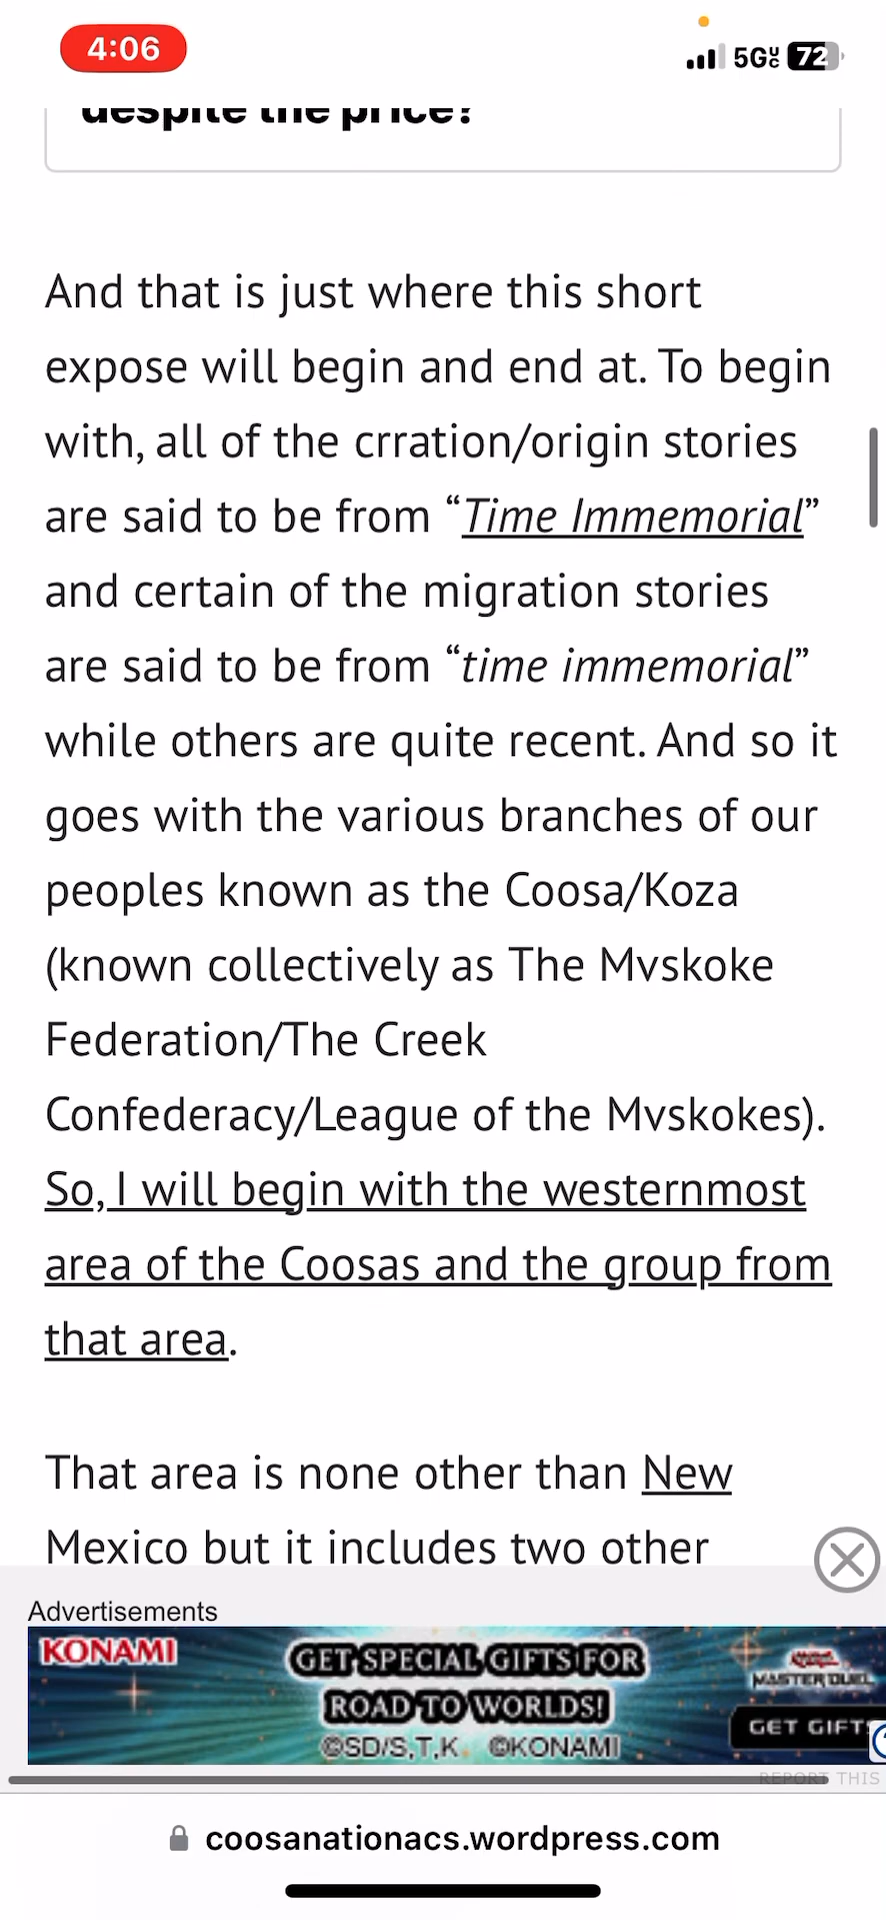 4:06
5G 72
despite the price?
And that is just where this short
expose will begin and end at. To begin
with, all of the crration/origin stories
are said to be from “Time Immemorial”
and certain of the migration stories
are said to be from “time immemorial”
while others are quite recent. And so it
goes with the various branches of our
peoples known as the Coosa/Koza
(known collectively as The Mvskoke
Federation/The Creek
Confederacy/League of the Mvskokes).
So, I will begin with the westernmost
area of the Coosas and the group from
that area.
That area is none other than New
Mexico but it includes two other
Advertisements
KONAMI
GET SPECIAL GIFTS FOR
ROAD TO WORLDS!
©SD/S,T,K ©KONAMI
MASTER DUEL
GET GIFT
REPORT THIS
coosanationacs.wordpress.com